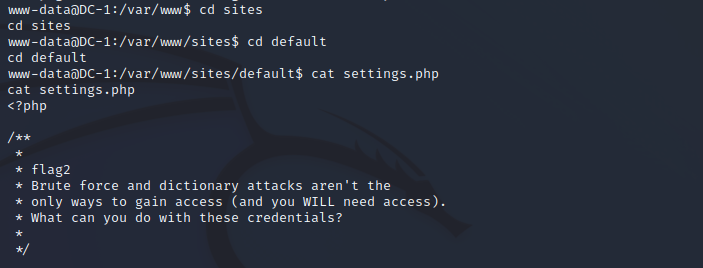 www-data@DC-1:/var/www$ cd sites
cd sites
www-data@DC-1:/var/www/sites$ cd default
cd default
www-data@DC-1:/var/www/sites/default$ cat settings.php
cat settings.php
<?php
/**
 *
 * flag2
 * Brute force and dictionary attacks aren't the
 * only ways to gain access (and you WILL need access).
 * What can you do with these credentials?
 *
 */